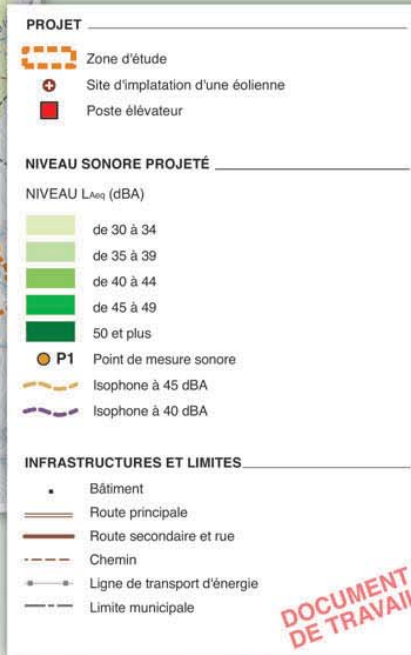 PROJET
Zone d'étude
Site d'implatation d'une éolienne
Poste élévateur
NIVEAU SONORE PROJETÉ
NIVEAU LAeq (dBA)
de 30 à 34
de 35 à 39
de 40 à 44
de 45 à 49
50 et plus
P1 Point de mesure sonore
Isophone à 45 dBA
Isophone à 40 dBA
INFRASTRUCTURES ET LIMITES
Bâtiment
Route principale
Route secondaire et rue
Chemin
Ligne de transport d'énergie
Limite municipale
DOCUMENT
DE TRAVAIL